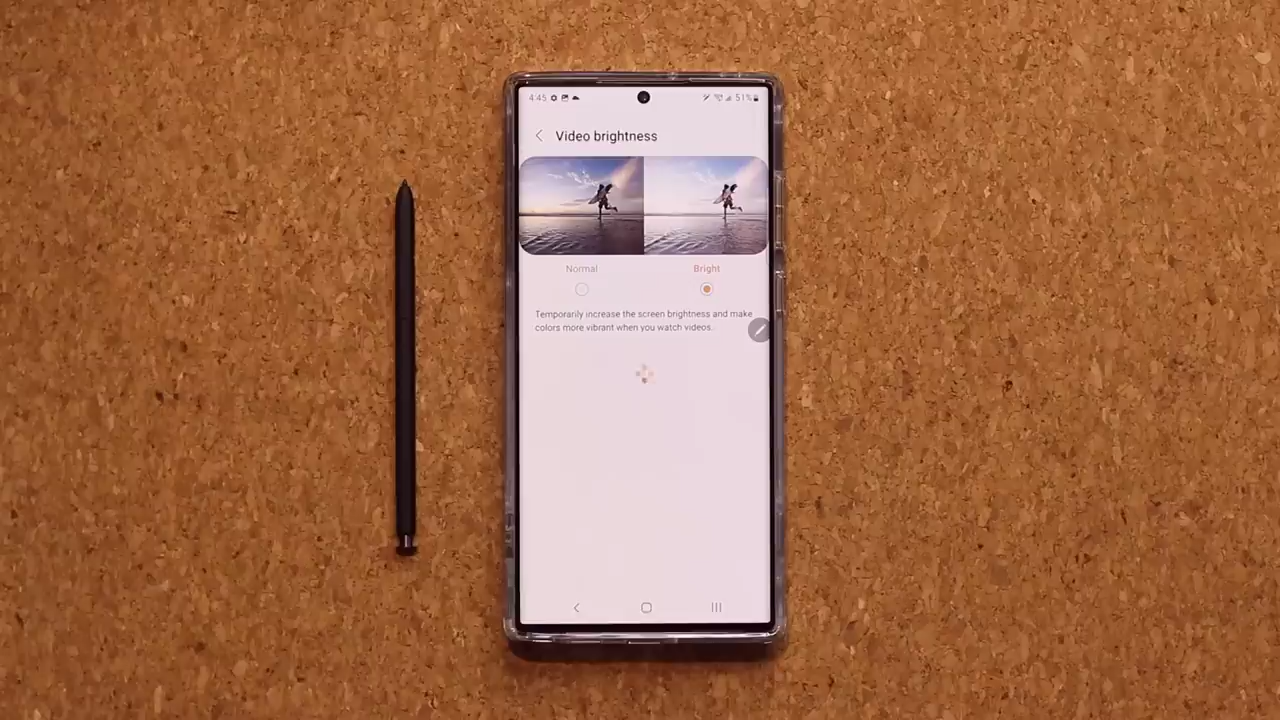 4:45 51%
Video brightness
Normal Bright
Temporarily increase the screen brightness and make
colors more vibrant when you watch videos.